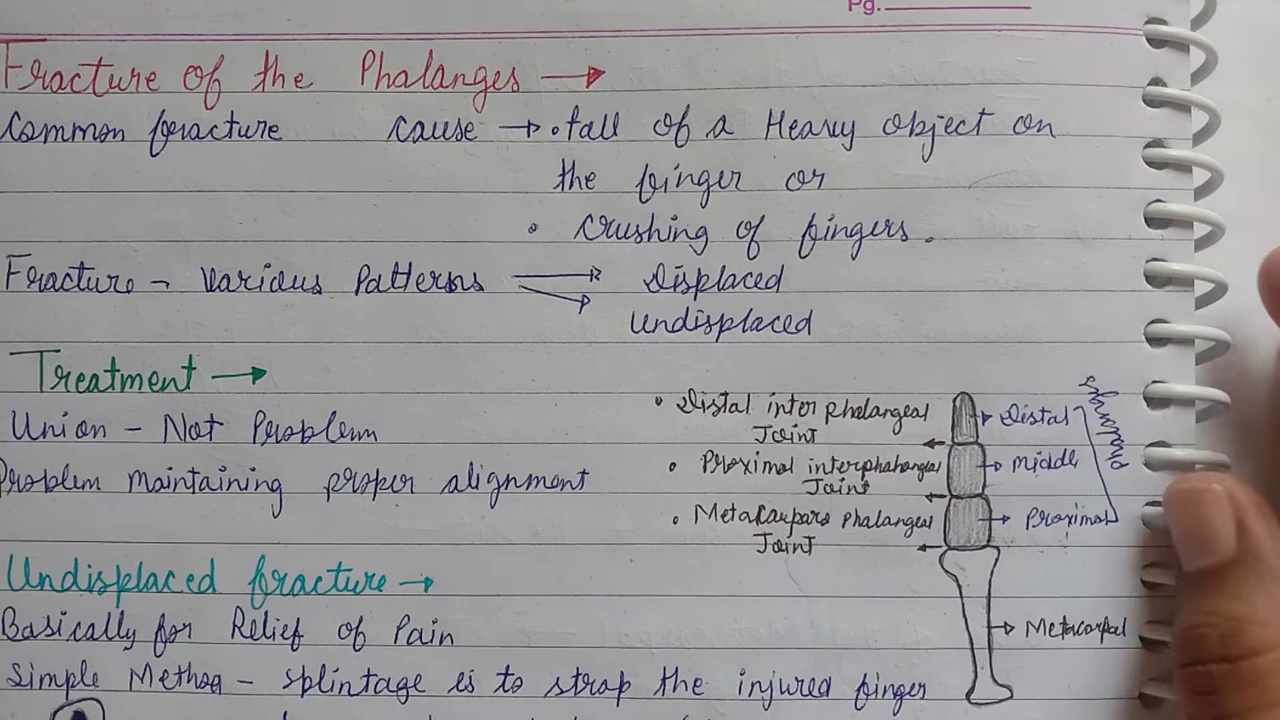 Pg.
Fracture of the Phalanges →
Common fracture cause → • fall of a Heavy object on
the finger or
• Crushing of fingers.
Fracture → Various Patterns → Displaced
→ Undisplaced
Treatment →
Union - Not Problem
Problem maintaining proper alignment
• Distal inter phalangeal
Joint
• Proximal interphahangeal
Joint
• Metacarpars phalangeal
Joint
→ Distal
→ Middle
→ Proximal
Phalanges
→ Metacarpal
Undisplaced fracture →
Basically for Relief of Pain
Simple Method - splintage is to strap the injured finger